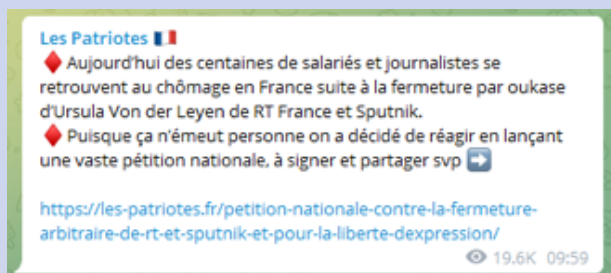 Les Patriotes 🇫🇷
♦️ Aujourd'hui des centaines de salariés et journalistes se
retrouvent au chômage en France suite à la fermeture par oukase
d'Ursula Von der Leyen de RT France et Sputnik.
♦️ Puisque ça n'émeut personne on a décidé de réagir en lançant
une vaste pétition nationale, à signer et partager svp ➡️
https://les-patriotes.fr/petition-nationale-contre-la-fermeture-
arbitraire-de-rt-et-sputnik-et-pour-la-liberte-dexpression/
19.6K 09:59